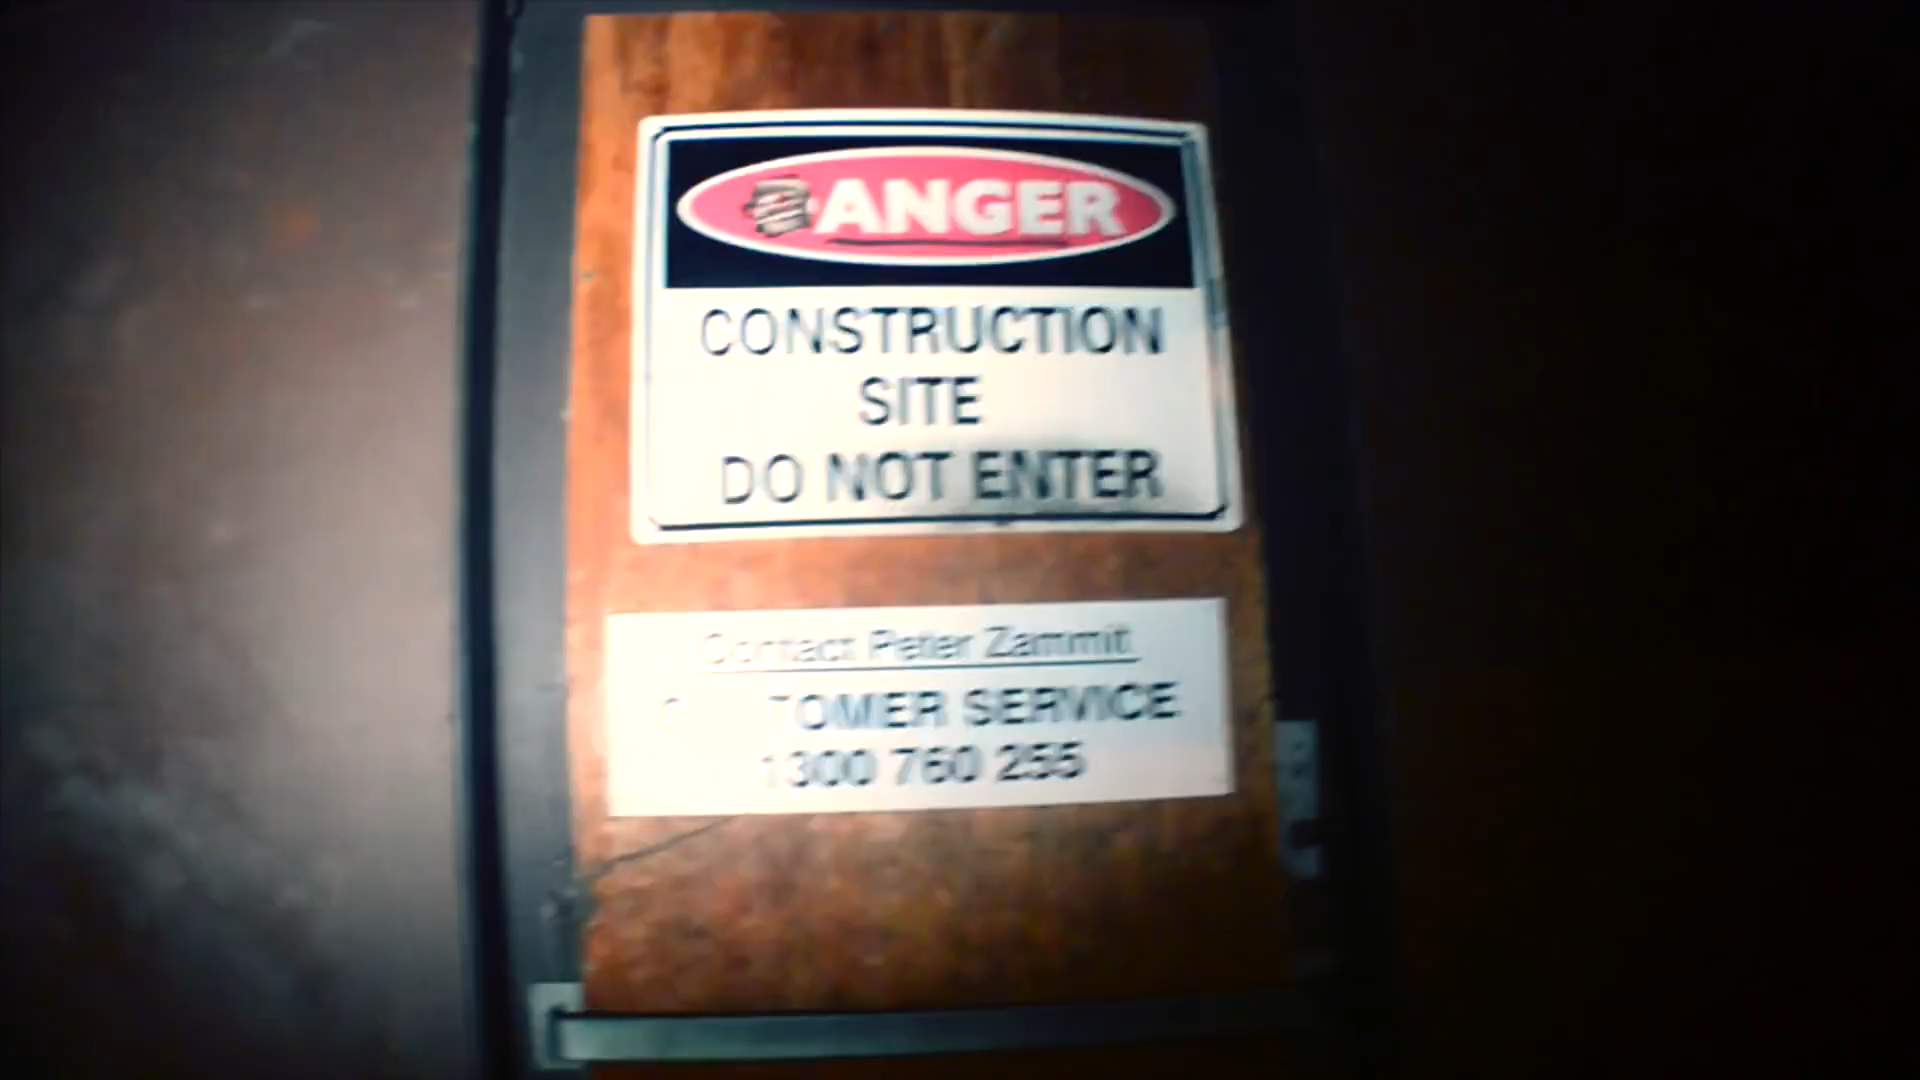 ANGER
CONSTRUCTION
SITE
DO NOT ENTER
Contact Peter Zammit
C TOMER SERVICE
1300 760 255